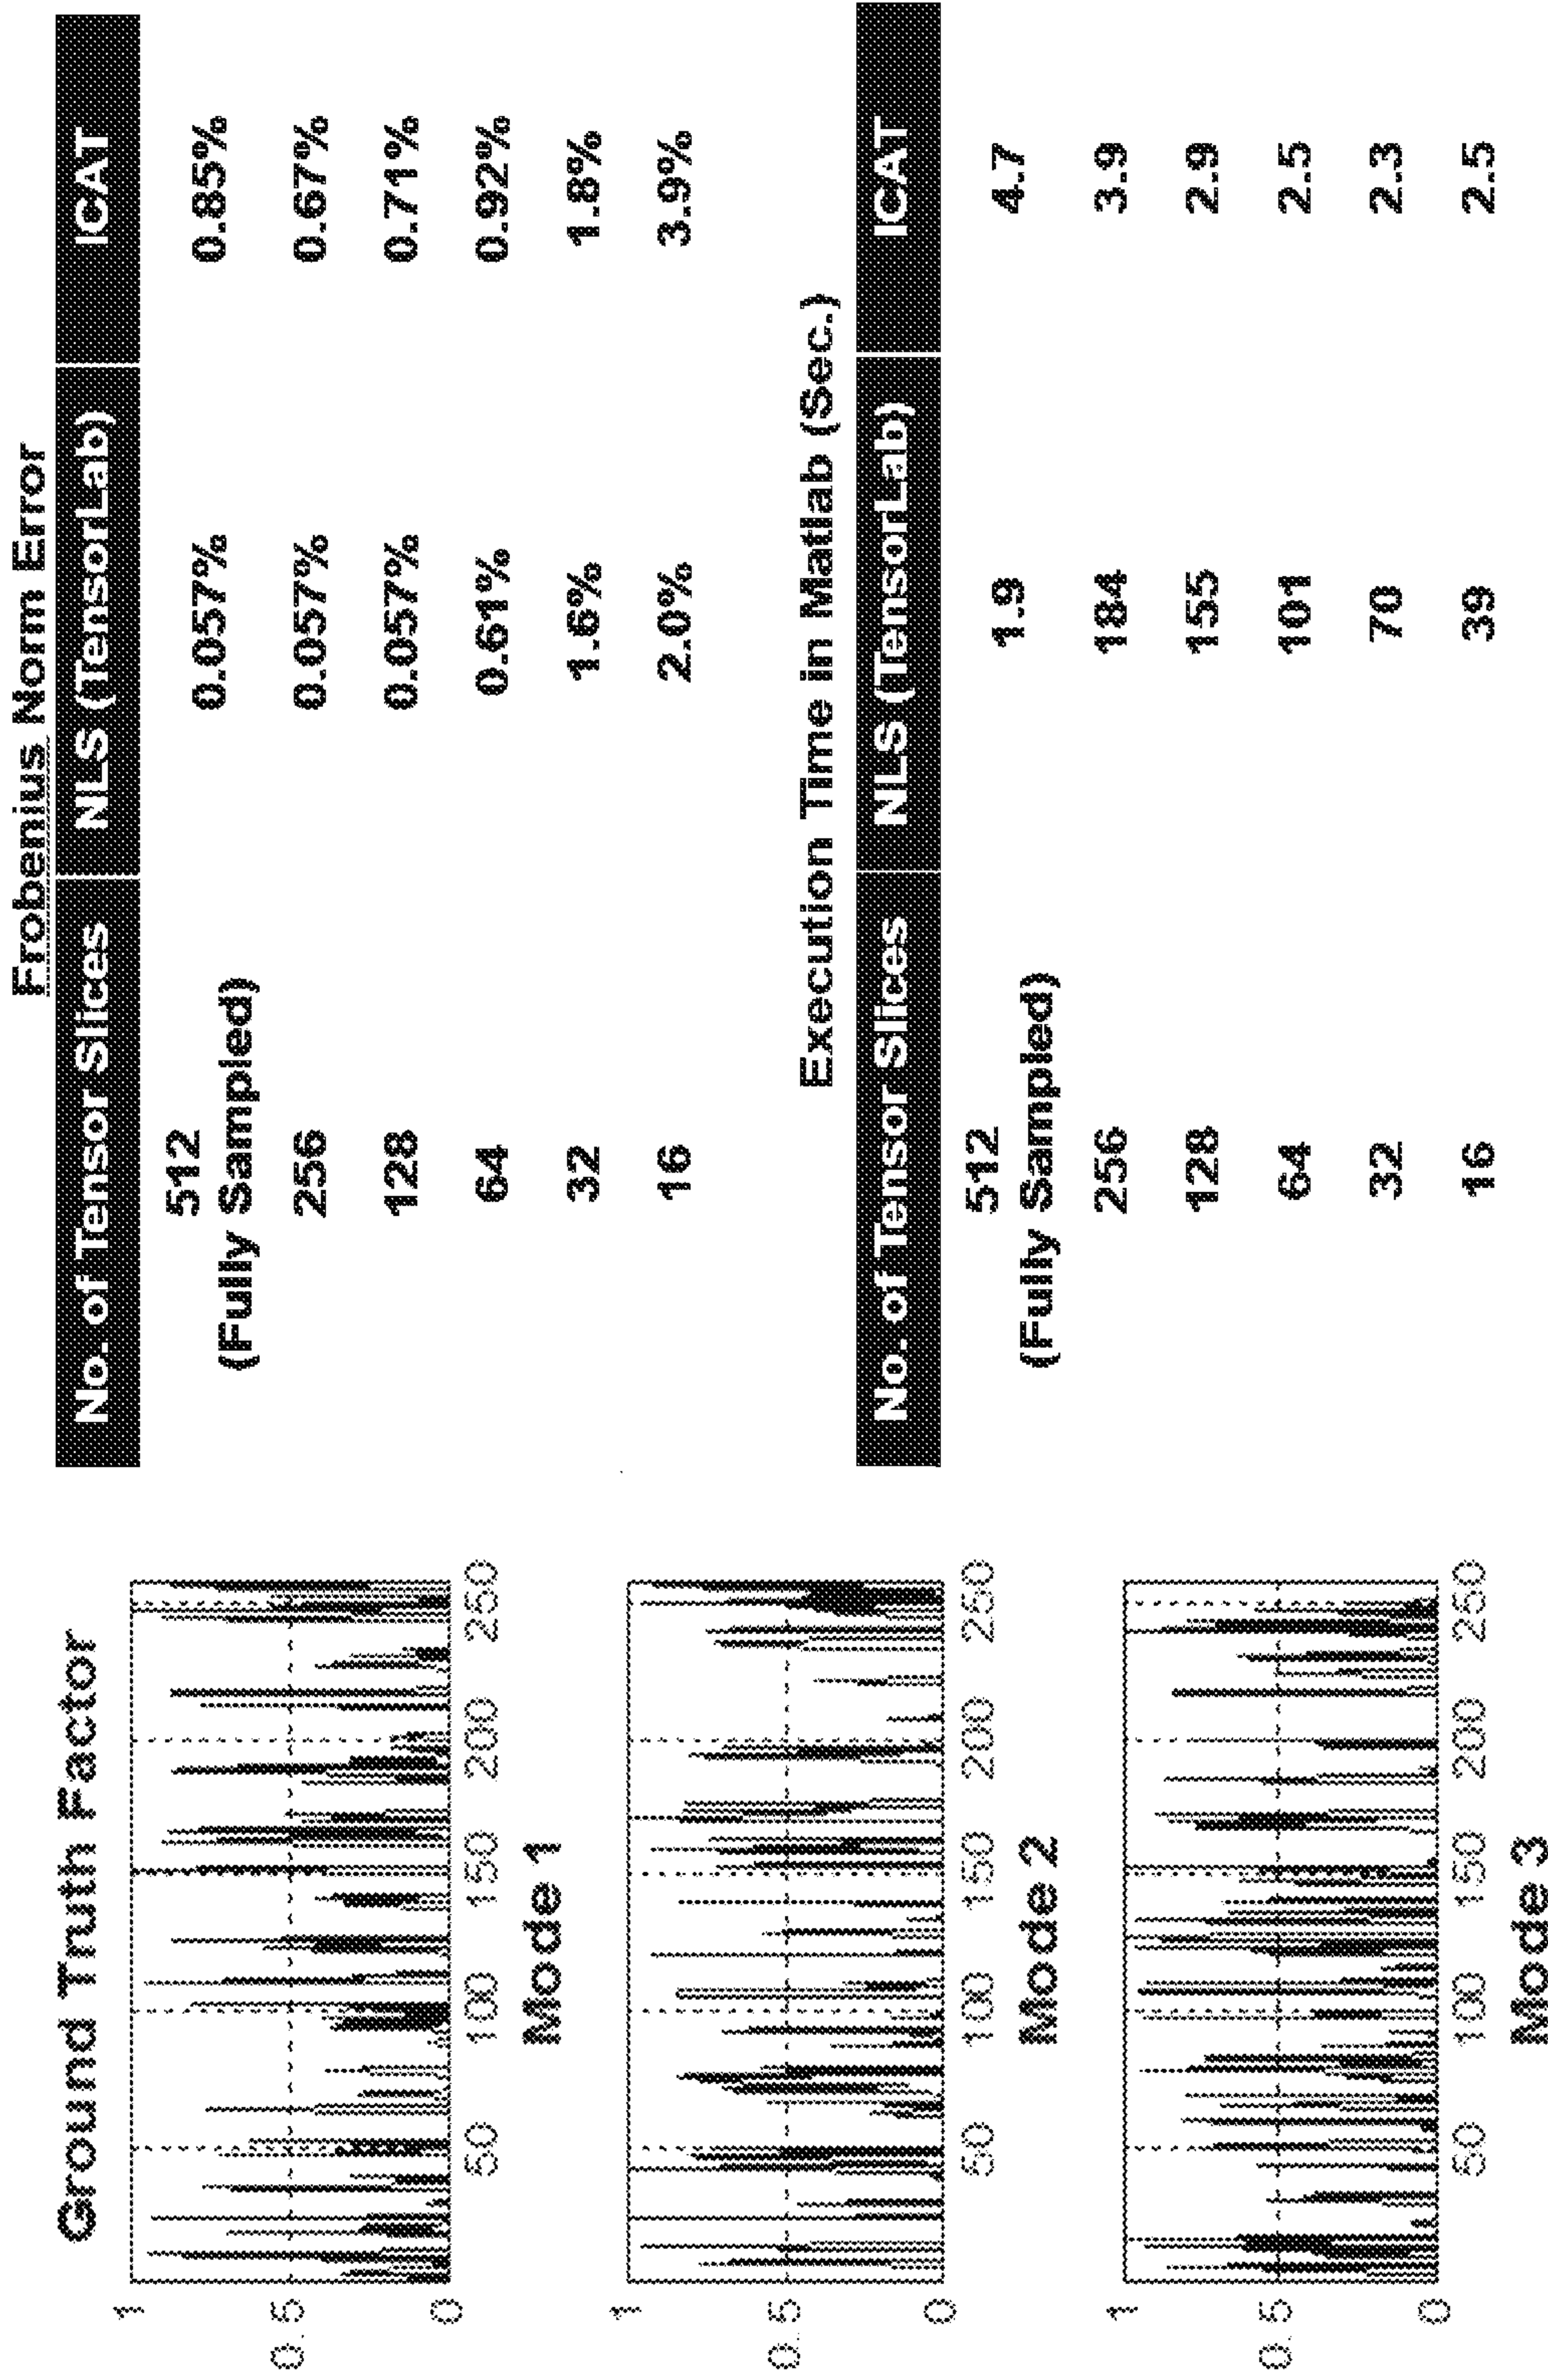 Ground Truth Factor
1
0.5
0
50 100 150 200 250
Mode 1
1
0.5
0
50 100 150 200 250
Mode 2
1
0.5
0
50 100 150 200 250
Mode 3
Frobenius Norm Error
No. of Tensor Slices NLS (TensorLab) ICAT
512 0.057% 0.85%
(Fully Sampled)
256 0.057% 0.67%
128 0.057% 0.71%
64 0.61% 0.92%
32 1.6% 1.8%
16 2.0% 3.9%
Execution Time in Matlab (Sec.)
No. of Tensor Slices NLS (TensorLab) ICAT
512 1.9 4.7
(Fully Sampled)
256 184 3.9
128 155 2.9
64 101 2.5
32 70 2.3
16 39 2.5